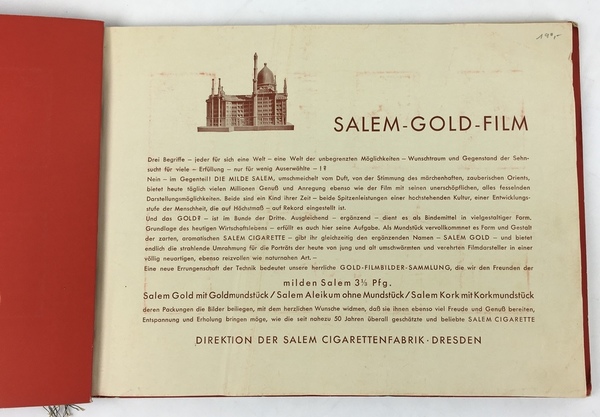 SALEM-GOLD-FILM
Drei Begriffe – jeder für sich eine Welt – eine Welt der unbegrenzten Möglichkeiten – Wunschtraum und Gegenstand der Sehn-
sucht für viele – Erfüllung – nur für wenig Auserwählte – !?
Nein – im Gegenteil! DIE MILDE SALEM, umschmeichelt vom Duft, von der Stimmung des märchenhaften, zauberischen Orients,
bietet heute täglich vielen Millionen Genuß und Anregung ebenso wie der Film mit seinen unerschöpflichen, alles fesselnden
Darstellungsmöglichkeiten. Beide sind ein Kind ihrer Zeit – beide Spitzenleistungen einer hochstehenden Kultur, einer Entwicklungs-
stufe der Menschheit, die auf Höchstmaß – auf Rekord eingestellt ist.
Und das GOLD? – ist im Bunde der Dritte. Ausgleichend – ergänzend – dient es als Bindemittel in vielgestaltiger Form.
Grundlage des heutigen Wirtschaftslebens – erfüllt es auch hier seine Aufgabe. Als Mundstück vervollkommnet es Form und Gestalt
der zarten, aromatischen SALEM CIGARETTE – gibt ihr gleichzeitig den ergänzenden Namen – SALEM GOLD – und bietet
endlich die strahlende Umrahmung für die Porträts der heute von jung und alt umschwärmten und verehrten Filmdarsteller in einer
völlig neuartigen, ebenso reizvollen wie naturnahen Art. –
Eine neue Errungenschaft der Technik bedeutet unsere herrliche GOLD-FILMBILDER-SAMMLUNG, die wir den Freunden der
milden Salem 3⅓ Pfg.
Salem Gold mit Goldmundstück / Salem Aleikum ohne Mundstück / Salem Kork mit Korkmundstück
deren Packungen die Bilder beiliegen, mit dem herzlichen Wunsche widmen, daß sie ihnen ebenso viel Freude und Genuß bereiten,
Entspannung und Erholung bringen möge, wie die seit nahezu 50 Jahren überall geschätzte und beliebte SALEM CIGARETTE
DIREKTION DER SALEM CIGARETTENFABRIK · DRESDEN